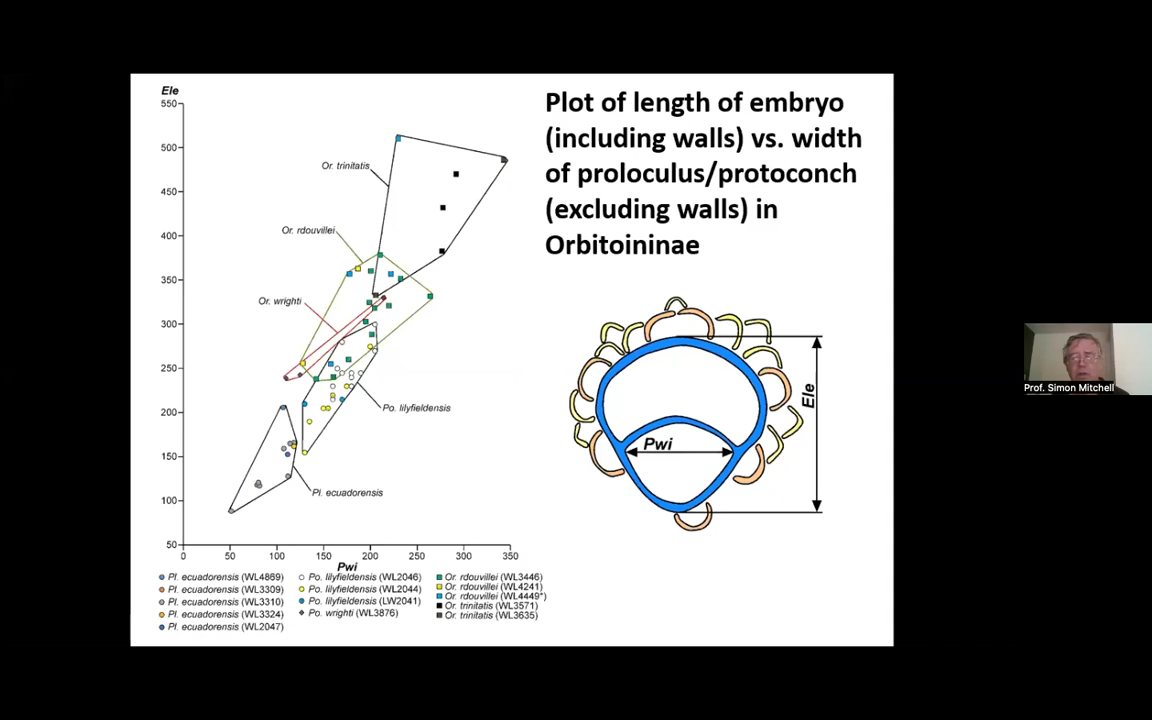 Plot of length of embryo
(including walls) vs. width
of proloculus/protoconch
(excluding walls) in
Orbitoininae
Ele
550
500
450
400
350
300
250
200
150
100
50
0
50
100
150
200
250
300
350
Pwi
Or. trinitatis
Or. rdouvillei
Or. wrighti
Po. lilyfieldensis
Pl. ecuadorensis
Pl. ecuadorensis (WL4869)
Pl. ecuadorensis (WL3309)
Pl. ecuadorensis (WL3310)
Pl. ecuadorensis (WL3324)
Pl. ecuadorensis (WL2047)
Po. lilyfieldensis (WL2046)
Po. lilyfieldensis (WL2044)
Po. lilyfieldensis (LW2041)
Po. wrighti (WL3876)
Or. rdouvillei (WL3446)
Or. rdouvillei (WL4241)
Or. rdouvillei (WL4449*)
Or. trinitatis (WL3571)
Or. trinitatis (WL3635)
Pwi
Ele
Prof. Simon Mitchell